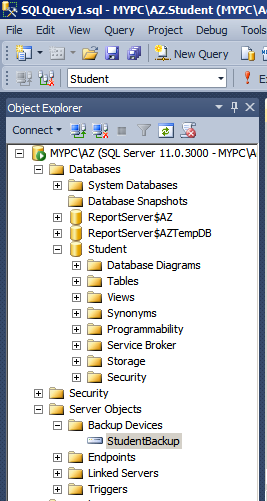 SQLQuery1.sql - MYPC\AZ.Student (MYPC\A
File Edit View Query Project Debug Tools
New Query
Student
Object Explorer
Connect
MYPC\AZ (SQL Server 11.0.3000 - MYPC\A
Databases
System Databases
Database Snapshots
ReportServer$AZ
ReportServer$AZTempDB
Student
Database Diagrams
Tables
Views
Synonyms
Programmability
Service Broker
Storage
Security
Security
Server Objects
Backup Devices
StudentBackup
Endpoints
Linked Servers
Triggers